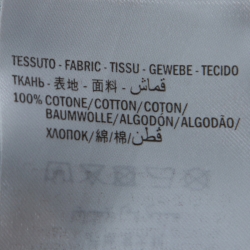 TESSUTO - FABRIC - TISSU - GEWEBE - TECIDO
ТКАНЬ - 表地 - 面料 - قماش
100% COTONE/COTTON/COTON/
BAUMWOLLE/ALGODÓN/ALGODÃO/
ХЛОПОК/綿/棉/قطن